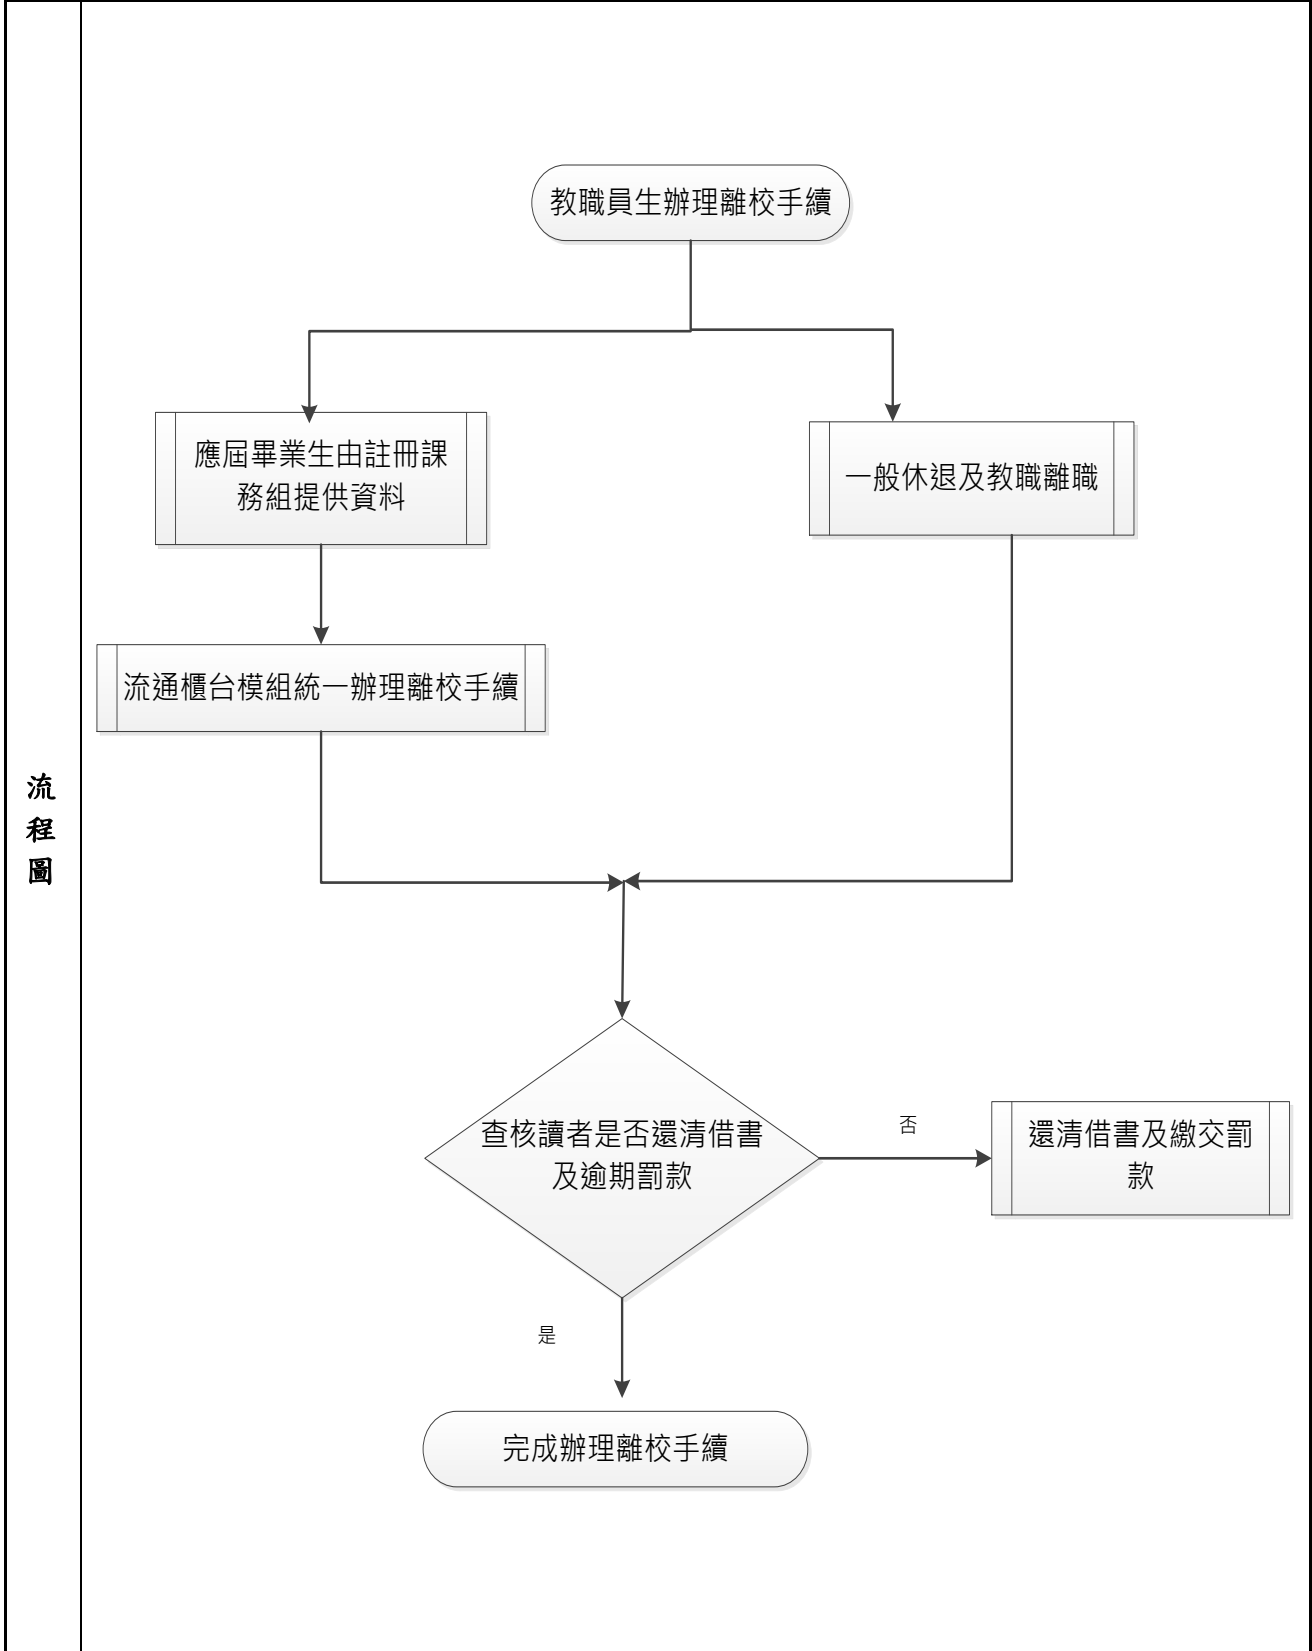 流
程
圖
教職員生辦理離校手續
應屆畢業生由註冊課
務組提供資料
一般休退及教職離職
流通櫃台模組統一辦理離校手續
查核讀者是否還清借書
及逾期罰款
否
還清借書及繳交罰
款
是
完成辦理離校手續